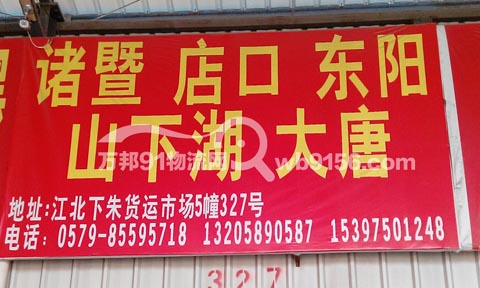 诸暨 店口 东阳
山下湖 大唐
万邦91物流网 wb9156.com
地址:江北下朱货运市场5幢327号
电话: 0579-85595718 13205890587 15397501248
327